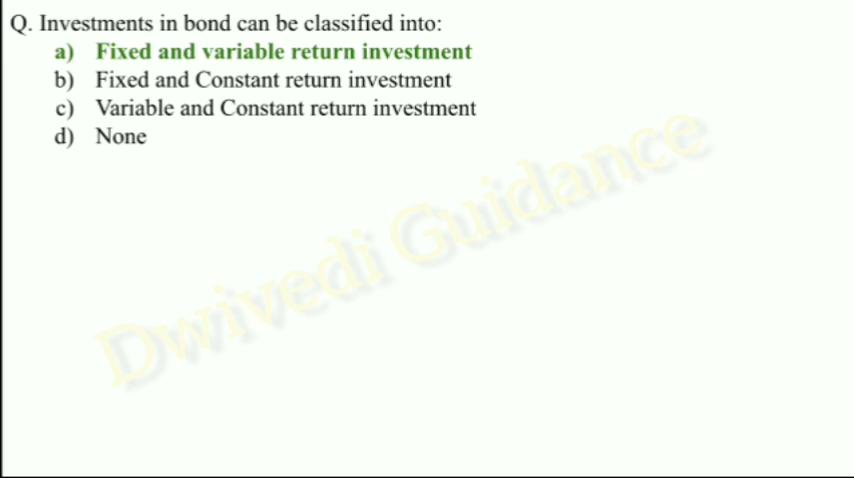 Q. Investments in bond can be classified into:
a) Fixed and variable return investment
b) Fixed and Constant return investment
c) Variable and Constant return investment
d) None
Dwivedi Guidance